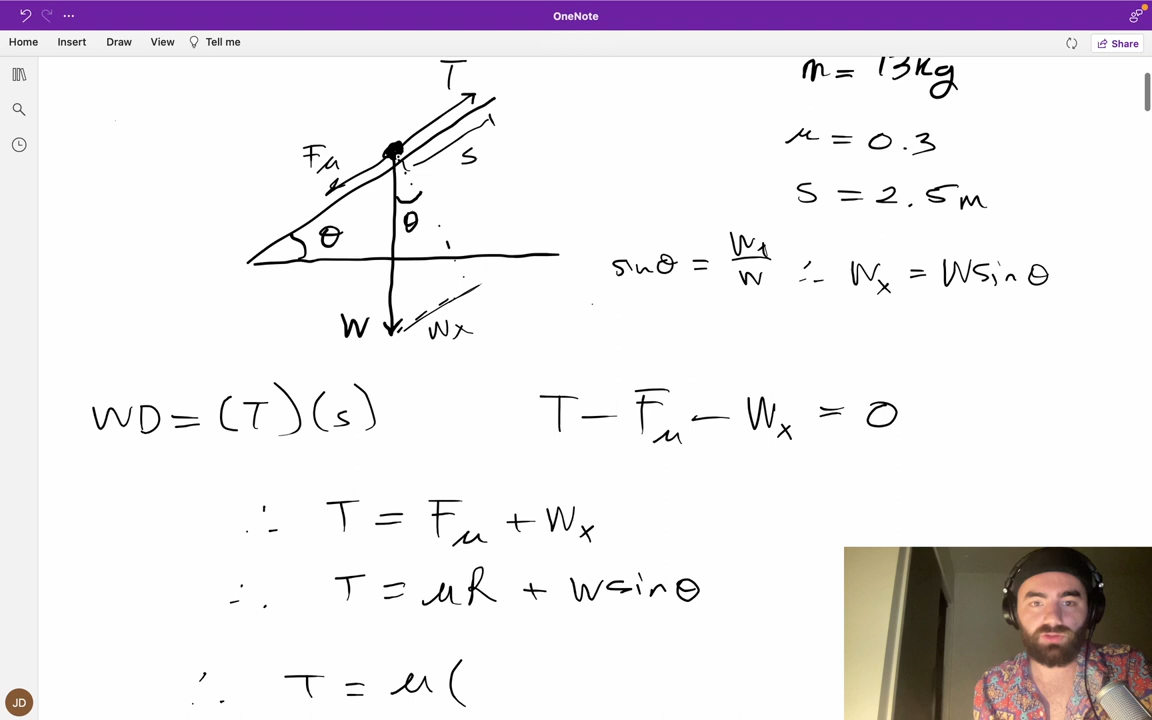 OneNote
Home Insert Draw View Tell me Share
T
m = 13kg
Fμ
s
μ = 0.3
s = 2.5m
θ
θ
sinθ = Wx/W ∴ Wx = Wsinθ
W
Wx
WD = (T)(s)
T − Fμ − Wx = 0
∴ T = Fμ + Wx
∴ T = μR + Wsinθ
∴ T = μ(
JD